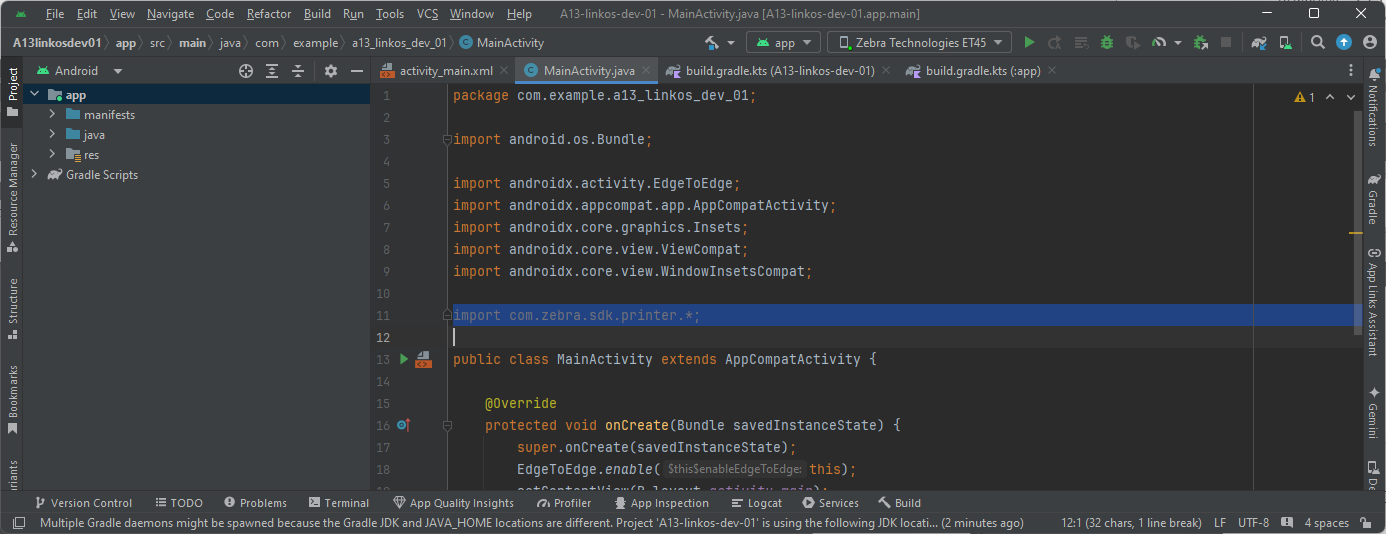 File Edit View Navigate Code Refactor Build Run Tools VCS Window Help A13-linkos-dev-01 - MainActivity.java [A13-linkos-dev-01.app.main]
A13linkosdev01 app src main java com example a13_linkos_dev_01 MainActivity app Zebra Technologies ET45
Project
Resource Manager
Structure
Bookmarks
Android
app
manifests
java
res
Gradle Scripts
activity_main.xml MainActivity.java build.gradle.kts (A13-linkos-dev-01) build.gradle.kts (:app)
1 package com.example.a13_linkos_dev_01; 1
2
3 import android.os.Bundle;
4
5 import androidx.activity.EdgeToEdge;
6 import androidx.appcompat.app.AppCompatActivity;
7 import androidx.core.graphics.Insets;
8 import androidx.core.view.ViewCompat;
9 import androidx.core.view.WindowInsetsCompat;
10
11 import com.zebra.sdk.printer.*;
12
13 public class MainActivity extends AppCompatActivity {
14
15 @Override
16 protected void onCreate(Bundle savedInstanceState) {
17 super.onCreate(savedInstanceState);
18 EdgeToEdge.enable( $this$enableEdgeToEdge: this);
Notifications
Gradle
App Links Assistant
Gemini
Version Control TODO Problems Terminal App Quality Insights Profiler App Inspection Logcat Services Build
Multiple Gradle daemons might be spawned because the Gradle JDK and JAVA_HOME locations are different. Project 'A13-linkos-dev-01' is using the following JDK locati... (2 minutes ago) 12:1 (32 chars, 1 line break) LF UTF-8 4 spaces